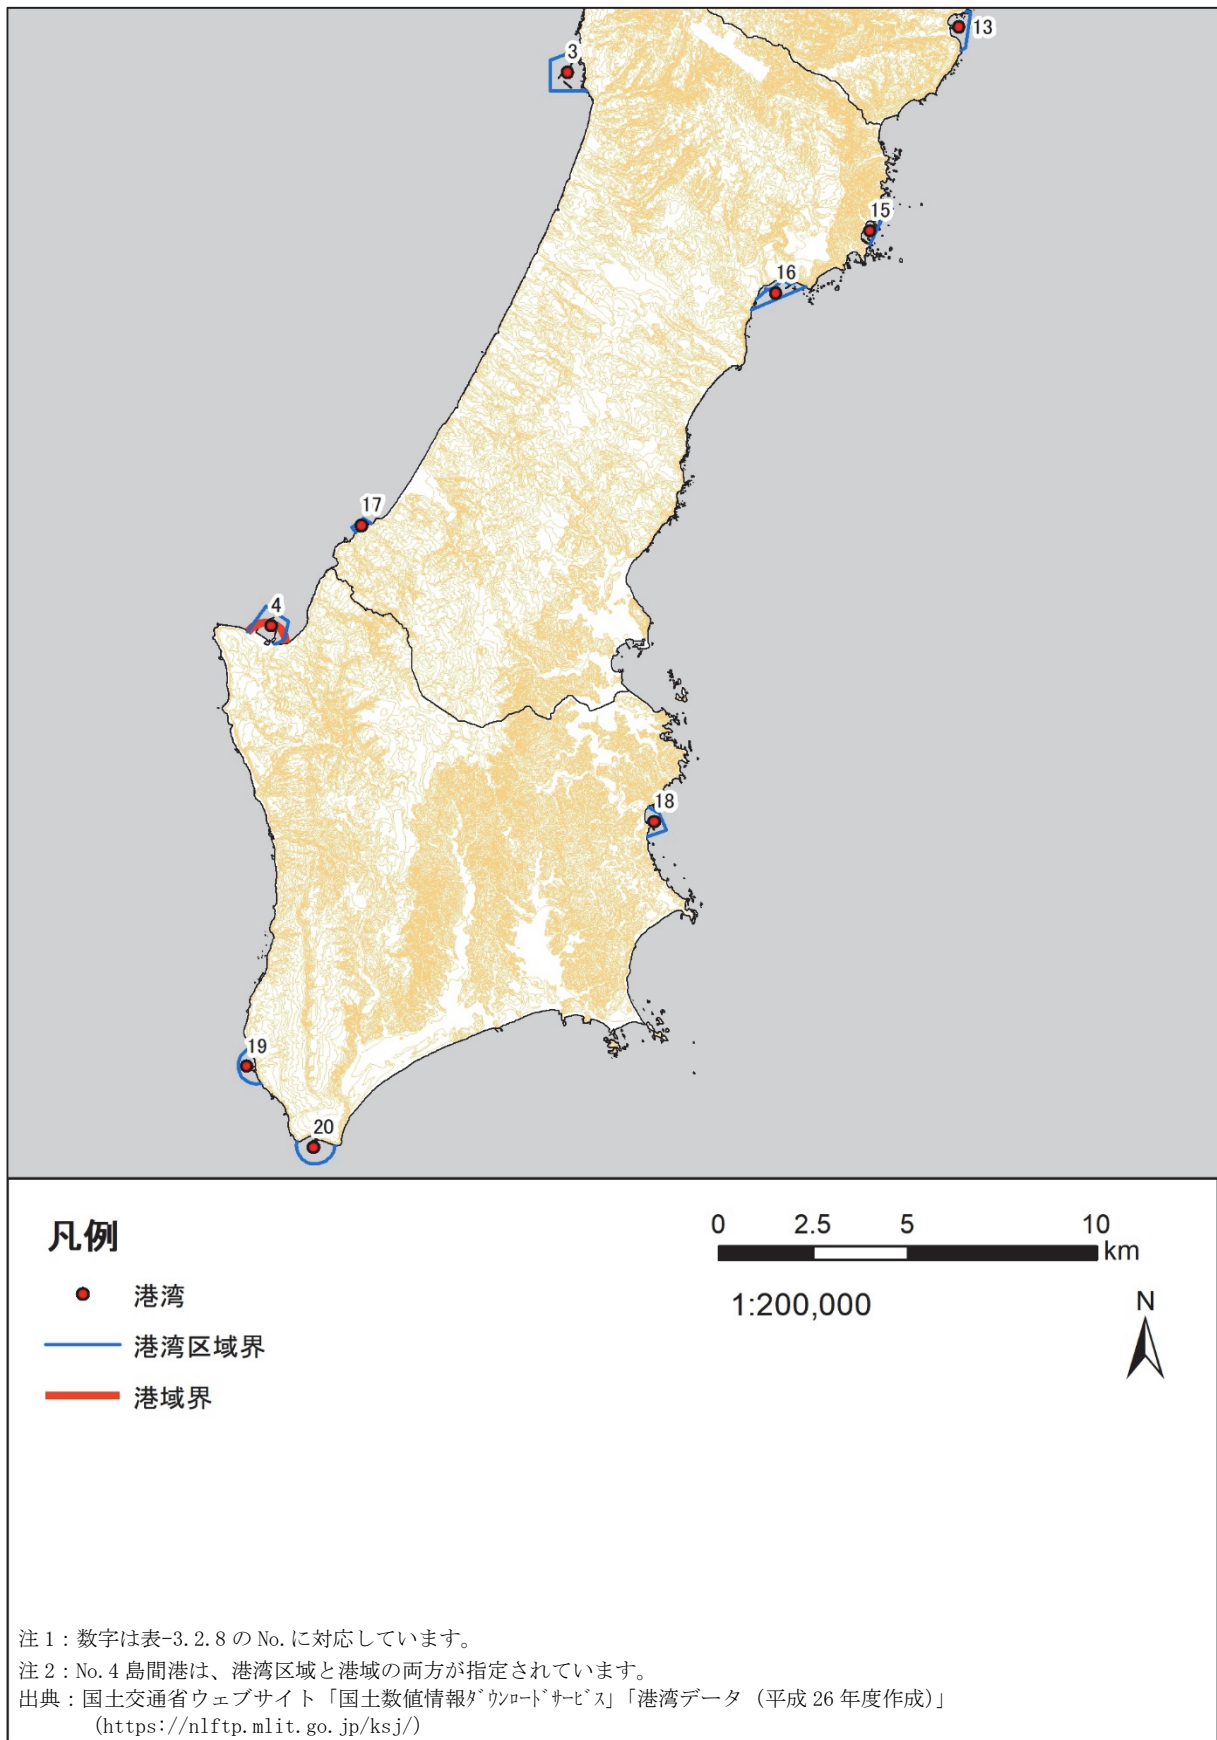 13
3
15
16
17
4
18
19
20
凡例
港湾
港湾区域界
港域界
0 2.5 5 10
km
1:200,000
N
注1：数字は表-3.2.8のNo.に対応しています。
注2：No.4島間港は、港湾区域と港域の両方が指定されています。
出典：国土交通省ウェブサイト「国土数値情報ﾀﾞｳﾝﾛｰﾄﾞｻｰﾋﾞｽ」「港湾データ（平成26年度作成）」
(https://nlftp.mlit.go.jp/ksj/)